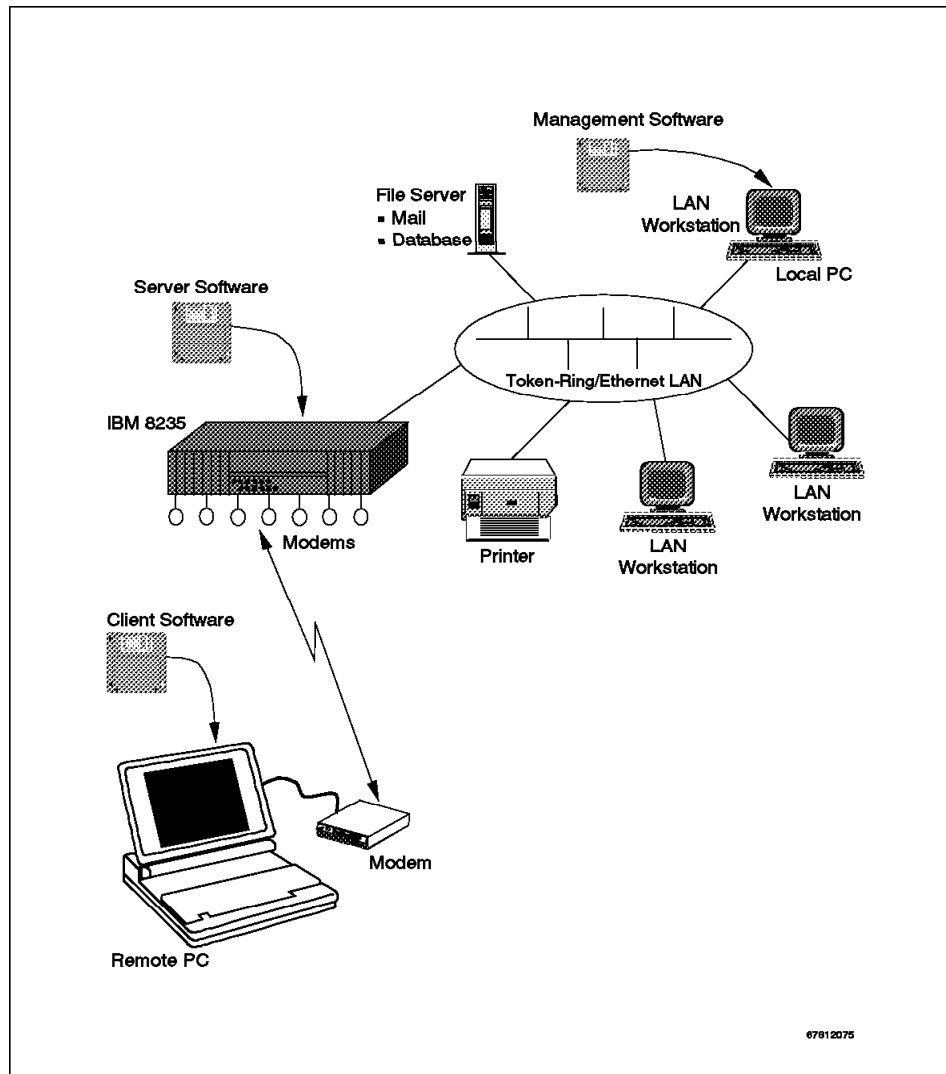 Management Software
File Server
▪ Mail
▪ Database
LAN
Workstation
Local PC
Server Software
Token-Ring/Ethernet LAN
IBM 8235
LAN
Workstation
Modems
Printer
LAN
Workstation
Client Software
Modem
Remote PC
67812075